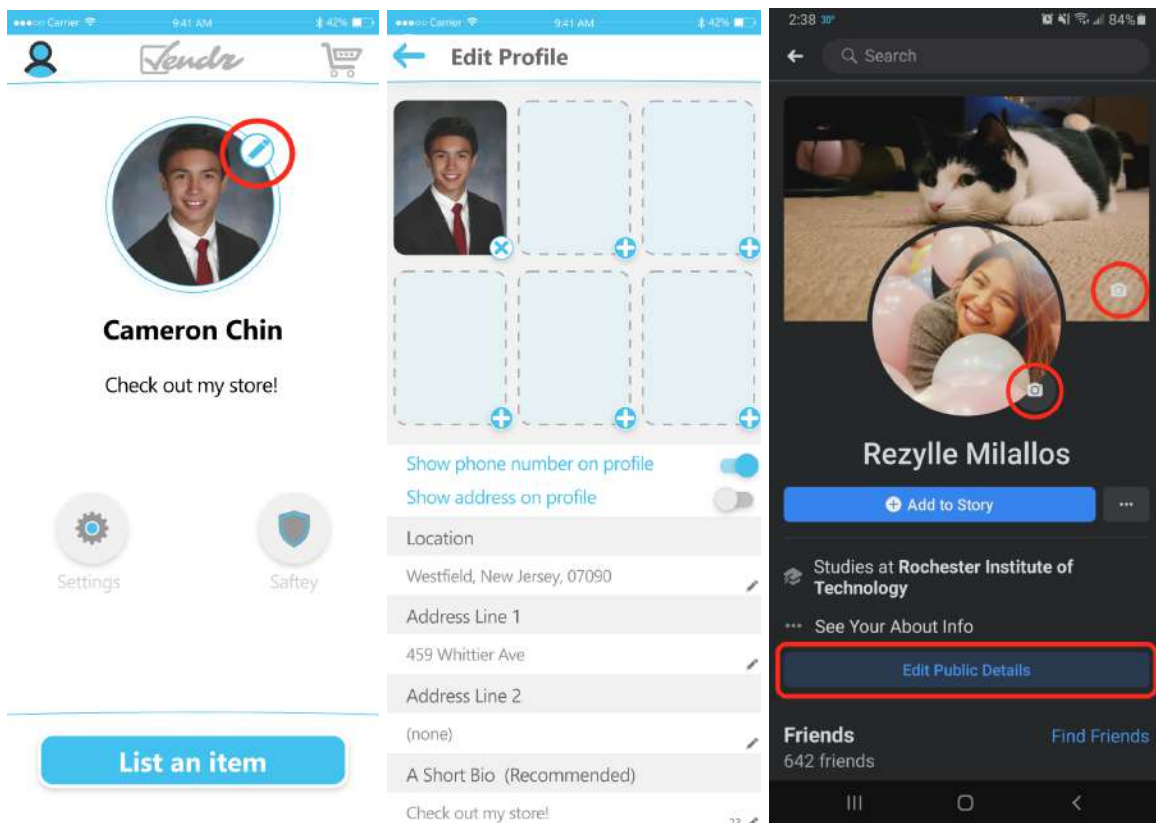 Carrier 9:41 AM 42%
Vendr
Cameron Chin
Check out my store!
Settings Saftey
List an item
Carrier 9:41 AM 42%
Edit Profile
Show phone number on profile
Show address on profile
Location
Westfield, New Jersey, 07090
Address Line 1
459 Whittier Ave
Address Line 2
(none)
A Short Bio (Recommended)
Check out my store! 23
2:38 30° 84%
Search
Rezylle Milallos
Add to Story
Studies at Rochester Institute of
Technology
See Your About Info
Edit Public Details
Friends Find Friends
642 friends